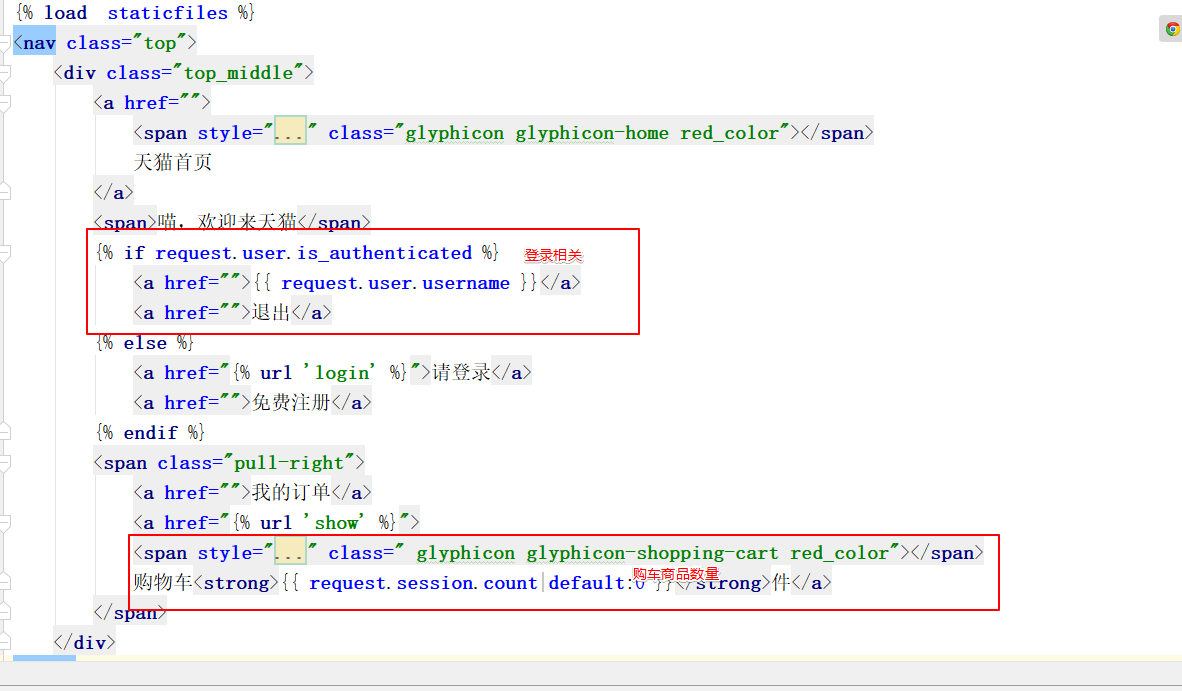 {% load  staticfiles %}
<nav class="top">
    <div class="top_middle">
        <a href="">
            <span style="..." class="glyphicon glyphicon-home red_color"></span>
            天猫首页
        </a>
        <span>喵，欢迎来天猫</span>
        {% if request.user.is_authenticated %} 登录相关
            <a href="">{{ request.user.username }}</a>
            <a href="">退出</a>
        {% else %}
            <a href="{% url 'login' %}">请登录</a>
            <a href="">免费注册</a>
        {% endif %}
        <span class="pull-right">
            <a href="">我的订单</a>
            <a href="{% url 'show' %}">
            <span style="..." class=" glyphicon glyphicon-shopping-cart red_color"></span>
            购物车<strong>{{ request.session.count|default:0 }}</strong>件</a>
购车商品数量
        </span>
    </div>